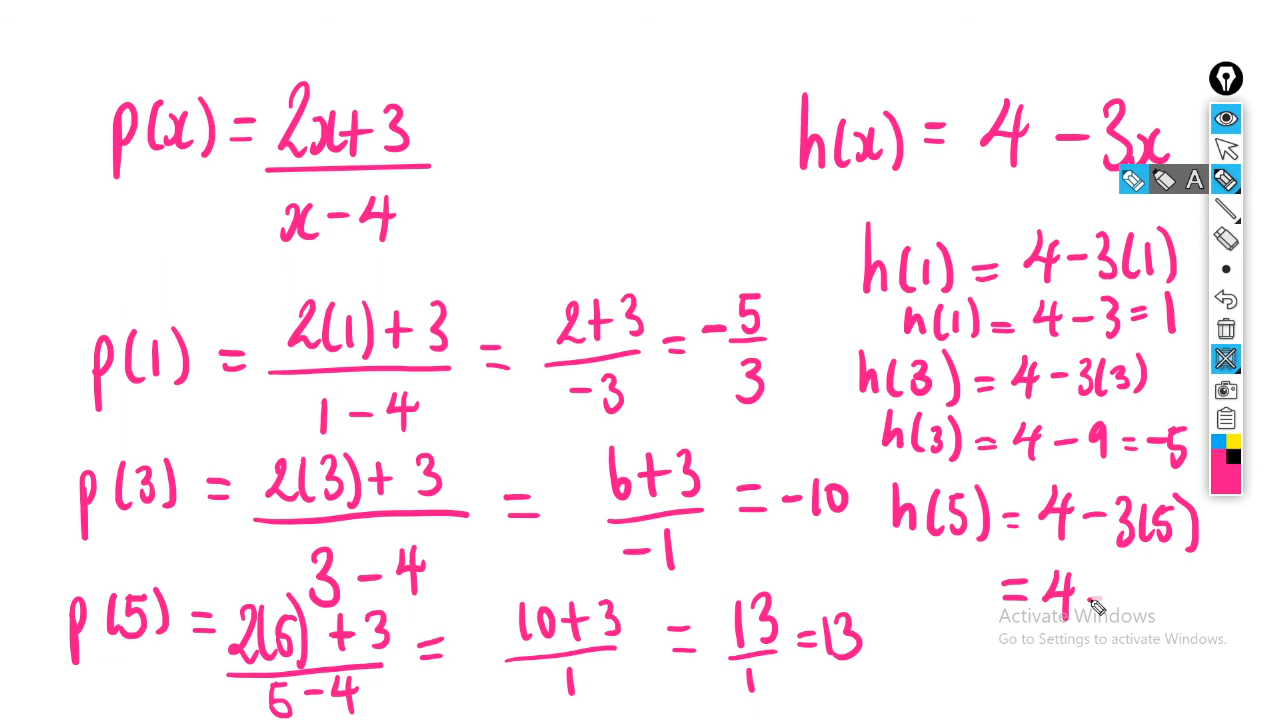 p(x) = 2x+3 / x-4
p(1) = 2(1)+3 / 1-4 = 2+3 / -3 = -5/3
p(3) = 2(3)+3 / 3-4 = 6+3 / -1 = -10
p(5) = 2(5)+3 / 5-4 = 10+3 / 1 = 13/1 = 13
h(x) = 4 - 3x
h(1) = 4-3(1)
h(1) = 4-3 = 1
h(3) = 4-3(3)
h(3) = 4-9 = -5
h(5) = 4-3(5)
= 4 -
A
Activate Windows
Go to Settings to activate Windows.